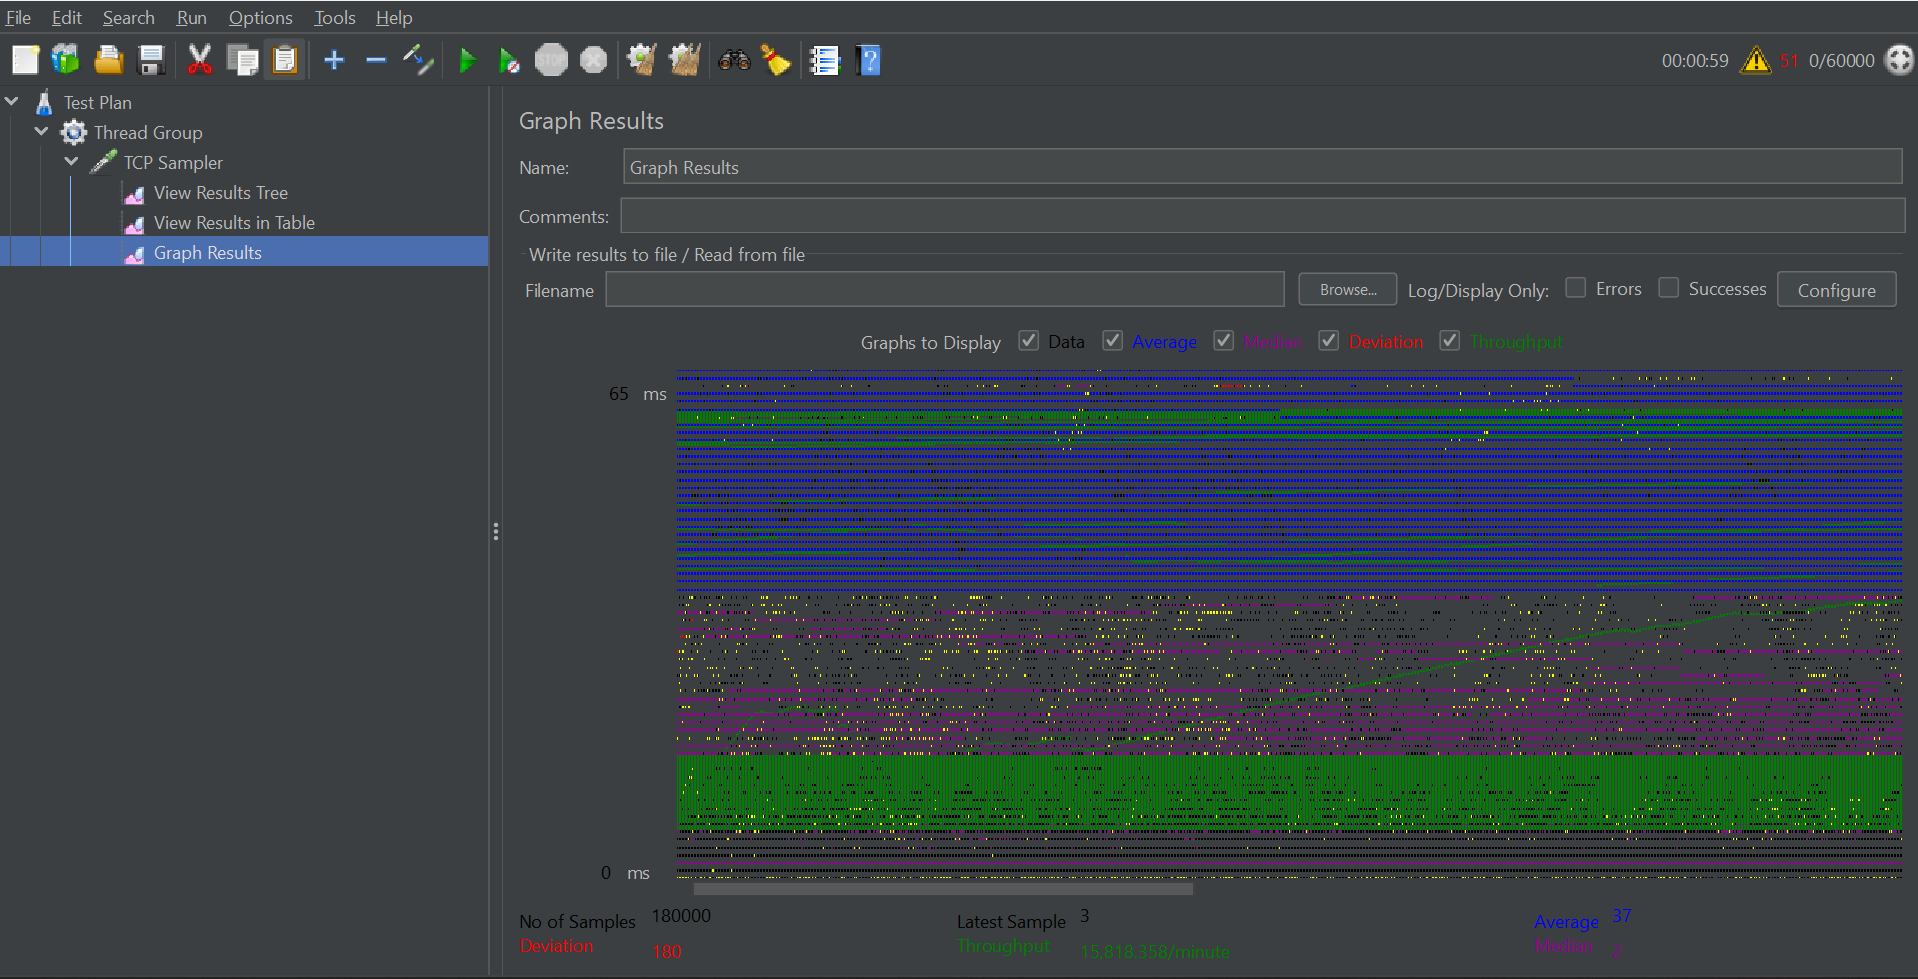 File Edit Search Run Options Tools Help
STOP
00:00:59 51 0/60000
Test Plan
Thread Group
TCP Sampler
View Results Tree
View Results in Table
Graph Results
Graph Results
Name: Graph Results
Comments:
Write results to file / Read from file
Filename Browse... Log/Display Only: Errors Successes Configure
Graphs to Display Data Average Median Deviation Throughput
65 ms
0 ms
No of Samples 180000 Latest Sample 3 Average 37
Deviation 180 Throughput 15,818.358/minute Median